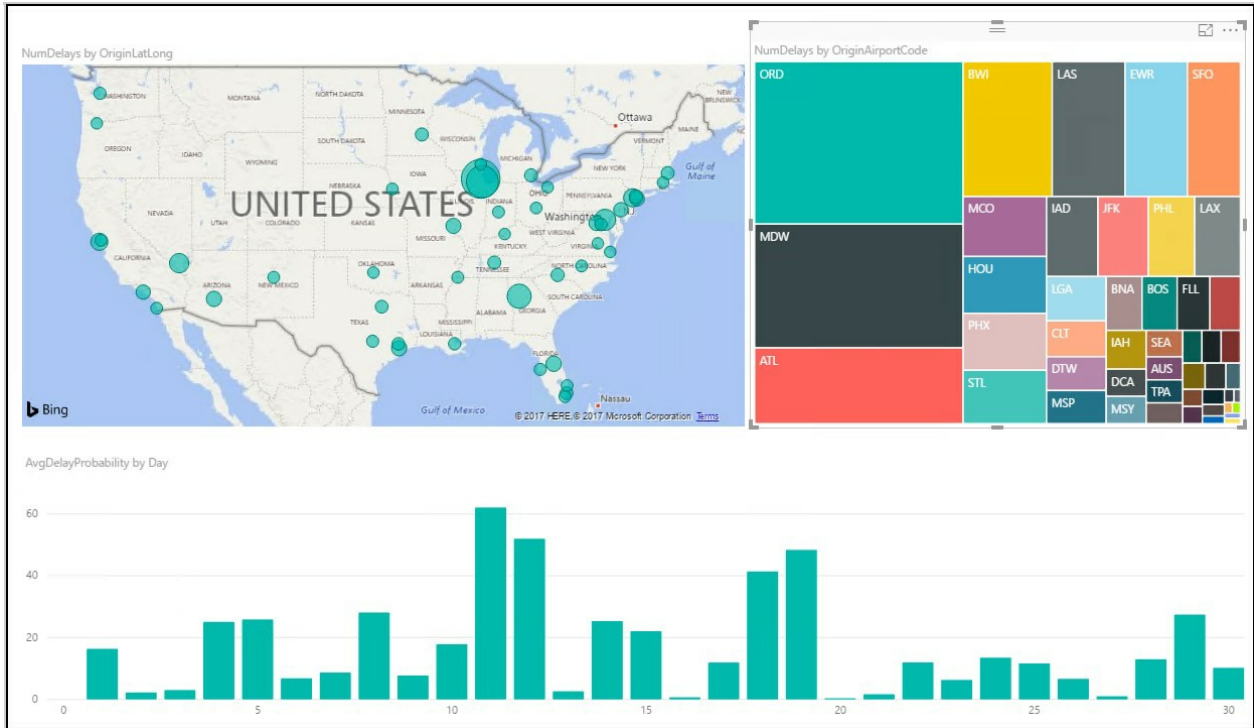 NumDelays by OriginLatLong
WASHINGTON
MONTANA
NORTH DAKOTA
MINNESOTA
Ottawa
NEW BRUNSWICK
MAINE
OREGON
IDAHO
SOUTH DAKOTA
WISCONSIN
MICHIGAN
VERMONT
WYOMING
IOWA
NEW YORK
Gulf of Maine
NEBRASKA
UNITED STATES
ILLINOIS
INDIANA
OHIO
PENNSYLVANIA
NJ
NEVADA
UTAH
COLORADO
KANSAS
MISSOURI
Washington
WEST VIRGINIA
CALIFORNIA
KENTUCKY
VIRGINIA
OKLAHOMA
TENNESSEE
NORTH CAROLINA
ARIZONA
NEW MEXICO
ARKANSAS
SOUTH CAROLINA
TEXAS
MISSISSIPPI
ALABAMA
GEORGIA
LOUISIANA
FLORIDA
Nassau
Bing
Gulf of Mexico
© 2017 HERE, © 2017 Microsoft Corporation Terms
NumDelays by OriginAirportCode
ORD
BWI
LAS
EWR
SFO
MDW
MCO
IAD
JFK
PHL
LAX
HOU
LGA
BNA
BOS
FLL
PHX
CLT
IAH
SEA
ATL
STL
DTW
DCA
AUS
MSP
MSY
TPA
AvgDelayProbability by Day
60
40
20
0
0
5
10
15
20
25
30